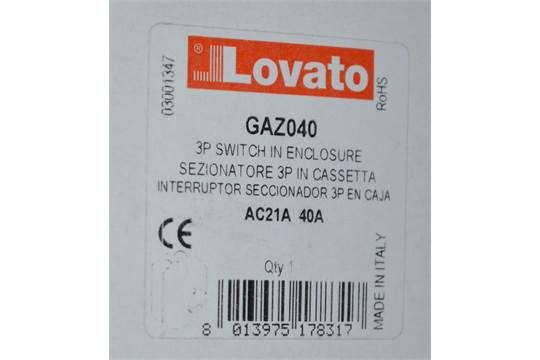 Lovato
03001347
RoHS
GAZ040
3P SWITCH IN ENCLOSURE
SEZIONATORE 3P IN CASSETTA
INTERRUPTOR SECCIONADOR 3P EN CAJA
AC21A 40A
CE
Qty 1
MADE IN ITALY
8 013975 178317